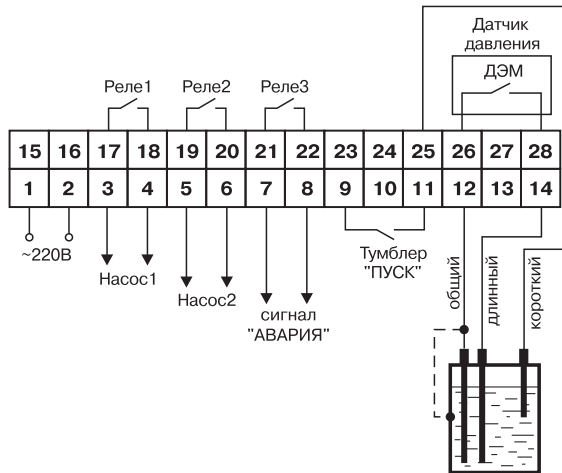 Датчик
давления
ДЭМ
Реле1 Реле2 Реле3
15 16 17 18 19 20 21 22 23 24 25 26 27 28
1 2 3 4 5 6 7 8 9 10 11 12 13 14
~220В
Насос1
Насос2
сигнал
"АВАРИЯ"
Тумблер
"ПУСК"
общий
длинный
короткий